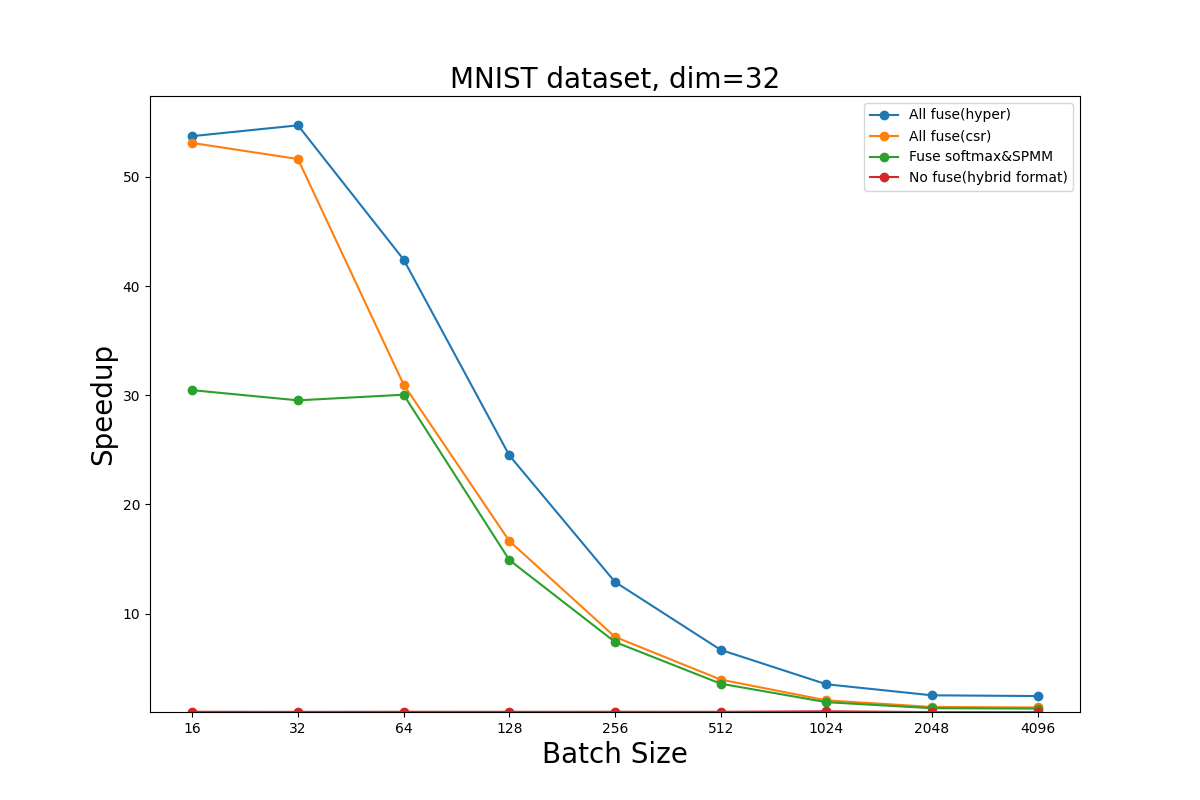 MNIST dataset, dim=32
All fuse(hyper)
All fuse(csr)
Fuse softmax&SPMM
No fuse(hybrid format)
50
40
30
20
10
Speedup
16 32 64 128 256 512 1024 2048 4096
Batch Size